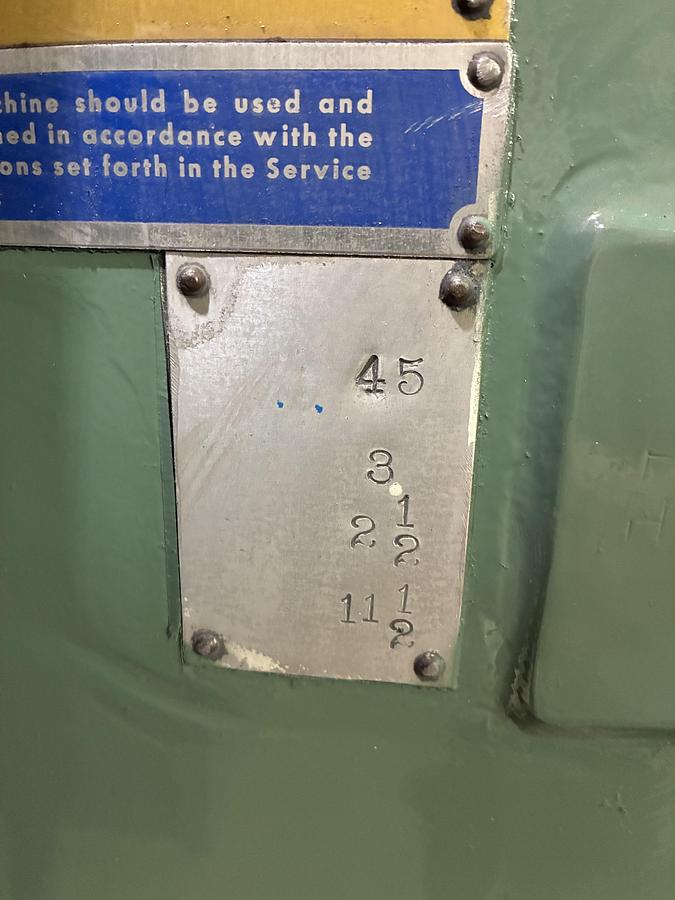 chine should be used and
ned in accordance with the
ons set forth in the Service
45
3
2 1/2
11 1/2